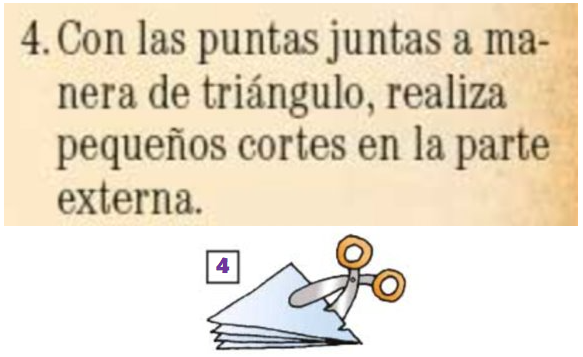 4. Con las puntas juntas a ma-
nera de triángulo, realiza
pequeños cortes en la parte
externa.
4